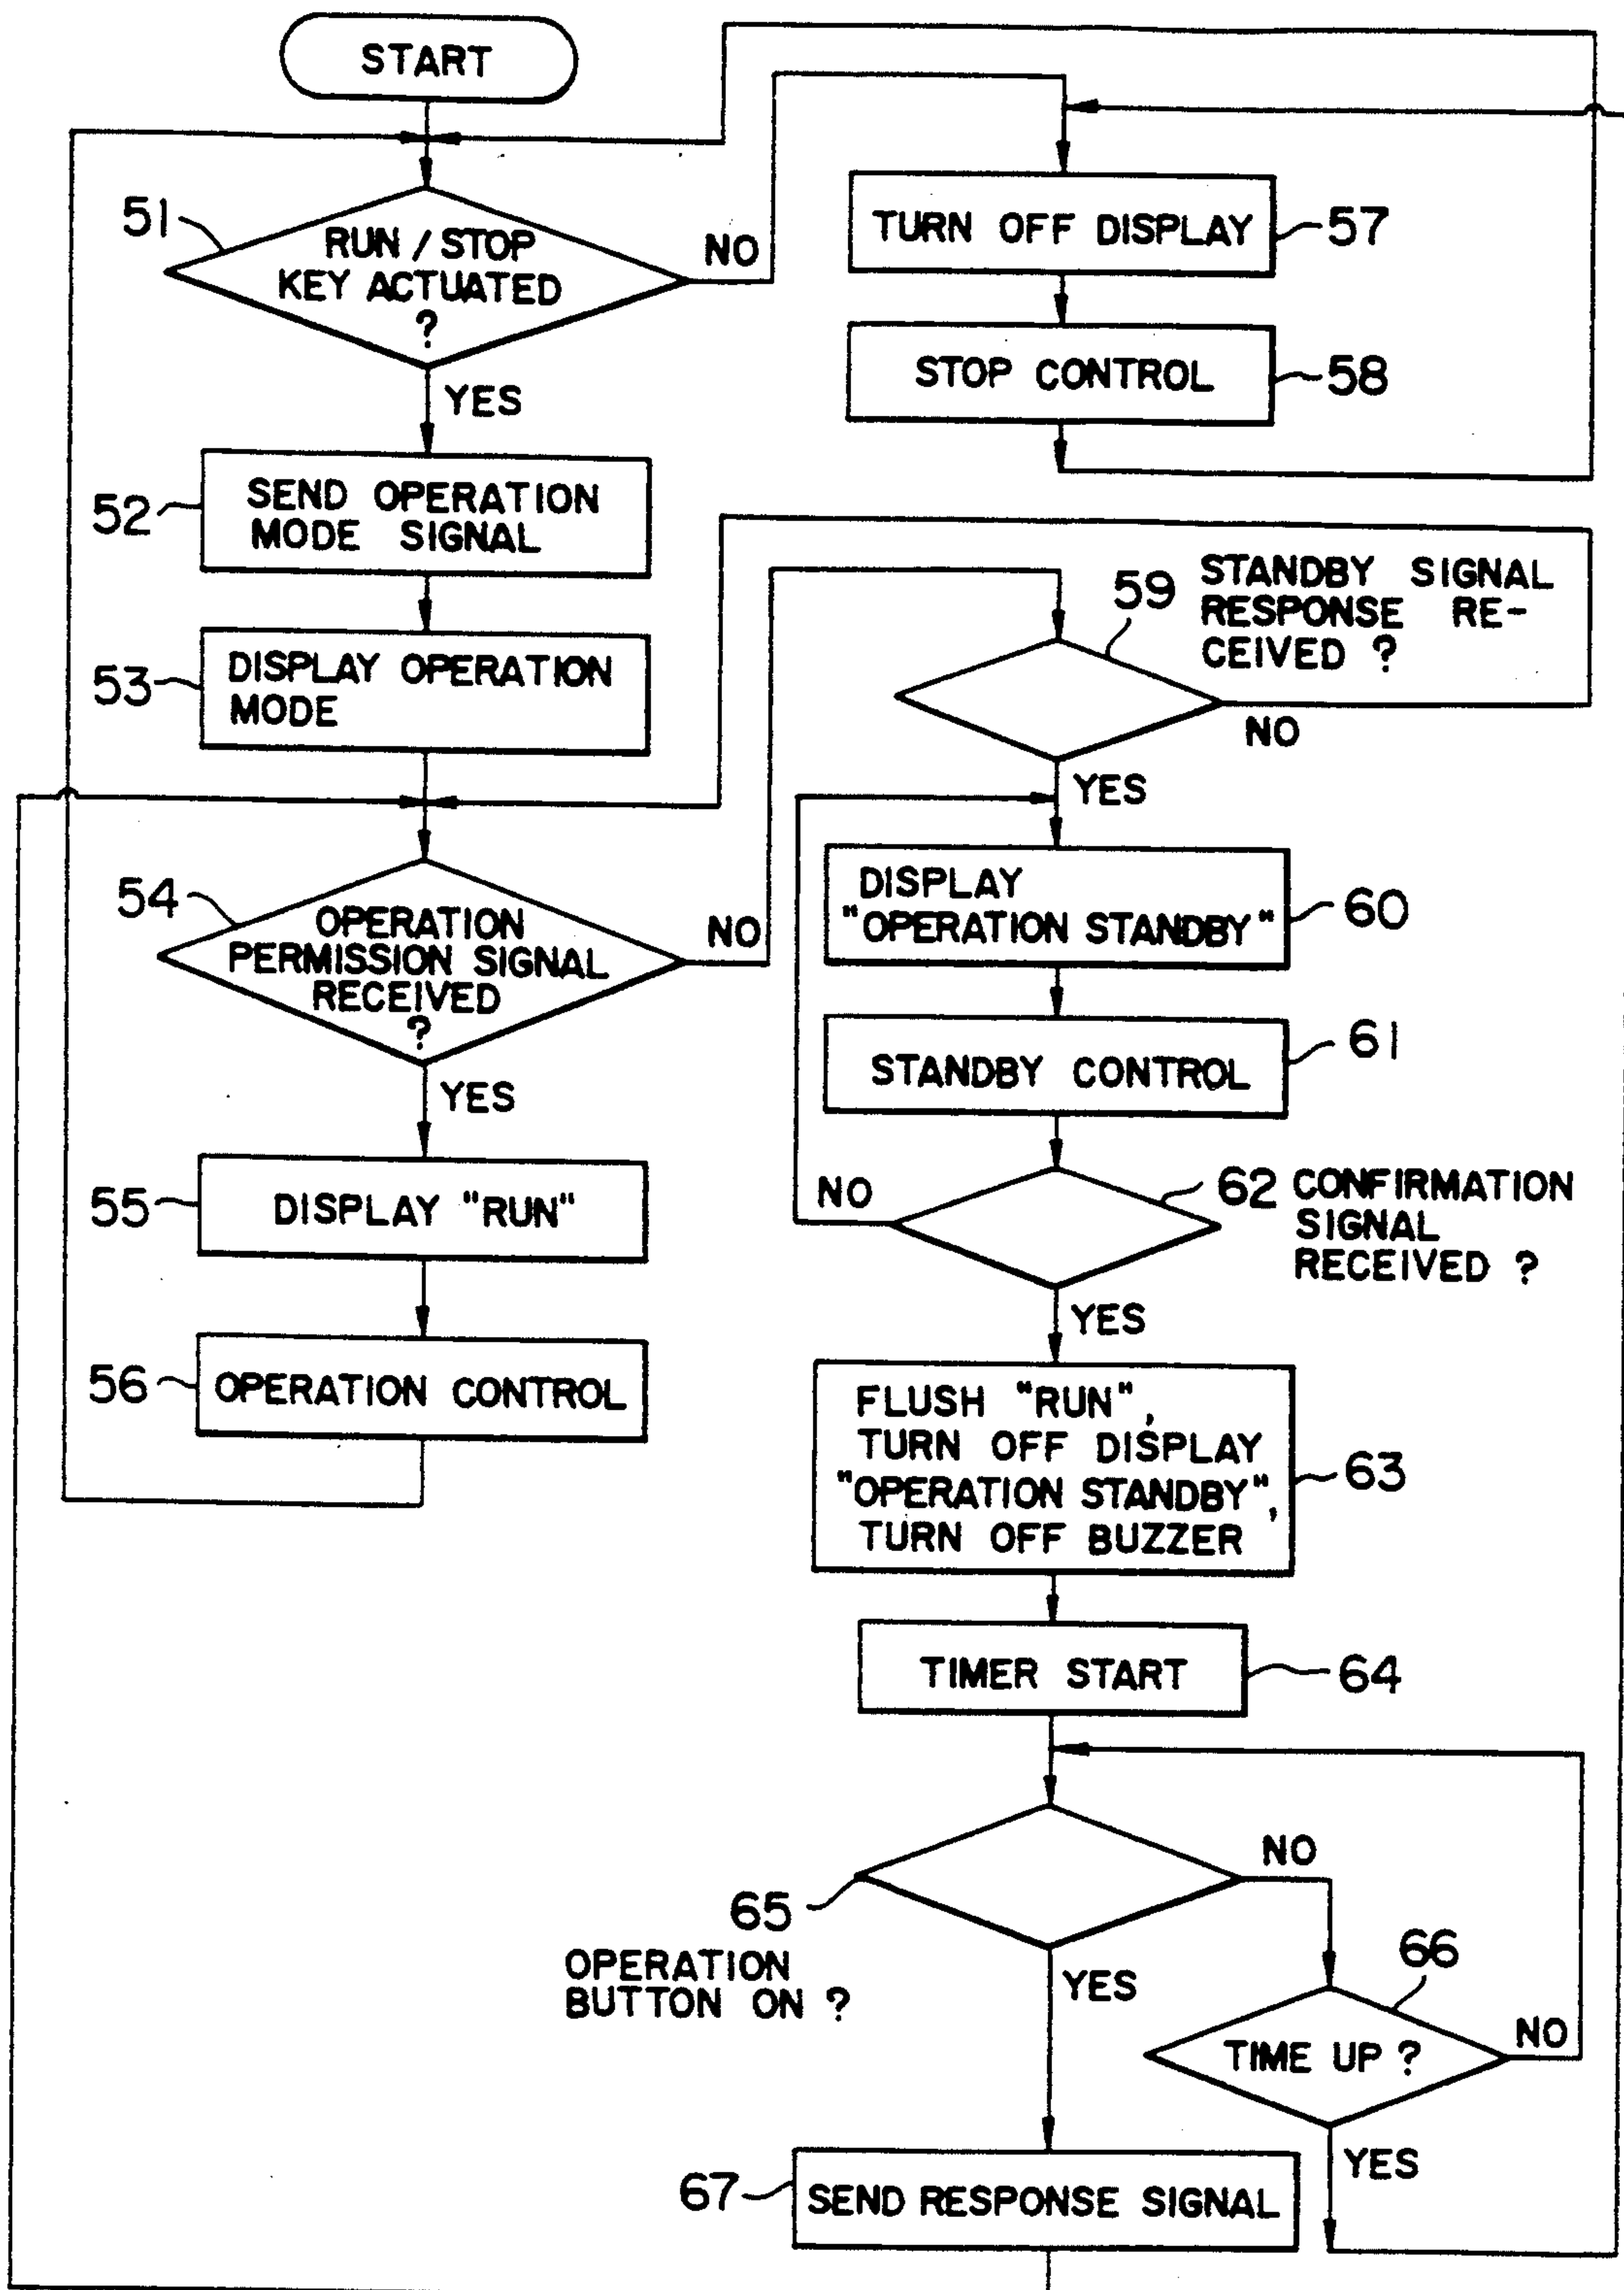 START
51
RUN / STOP
KEY ACTUATED
?
NO
YES
TURN OFF DISPLAY
57
STOP CONTROL
58
52
SEND OPERATION
MODE SIGNAL
53
DISPLAY OPERATION
MODE
59
STANDBY SIGNAL
RESPONSE RE-
CEIVED ?
NO
YES
54
OPERATION
PERMISSION SIGNAL
RECEIVED
?
NO
YES
DISPLAY
"OPERATION STANDBY"
60
STANDBY CONTROL
61
55
DISPLAY "RUN"
NO
62
CONFIRMATION
SIGNAL
RECEIVED ?
YES
56
OPERATION CONTROL
FLUSH "RUN",
TURN OFF DISPLAY
"OPERATION STANDBY",
TURN OFF BUZZER
63
TIMER START
64
65
OPERATION
BUTTON ON ?
NO
YES
66
TIME UP ?
NO
YES
67
SEND RESPONSE SIGNAL